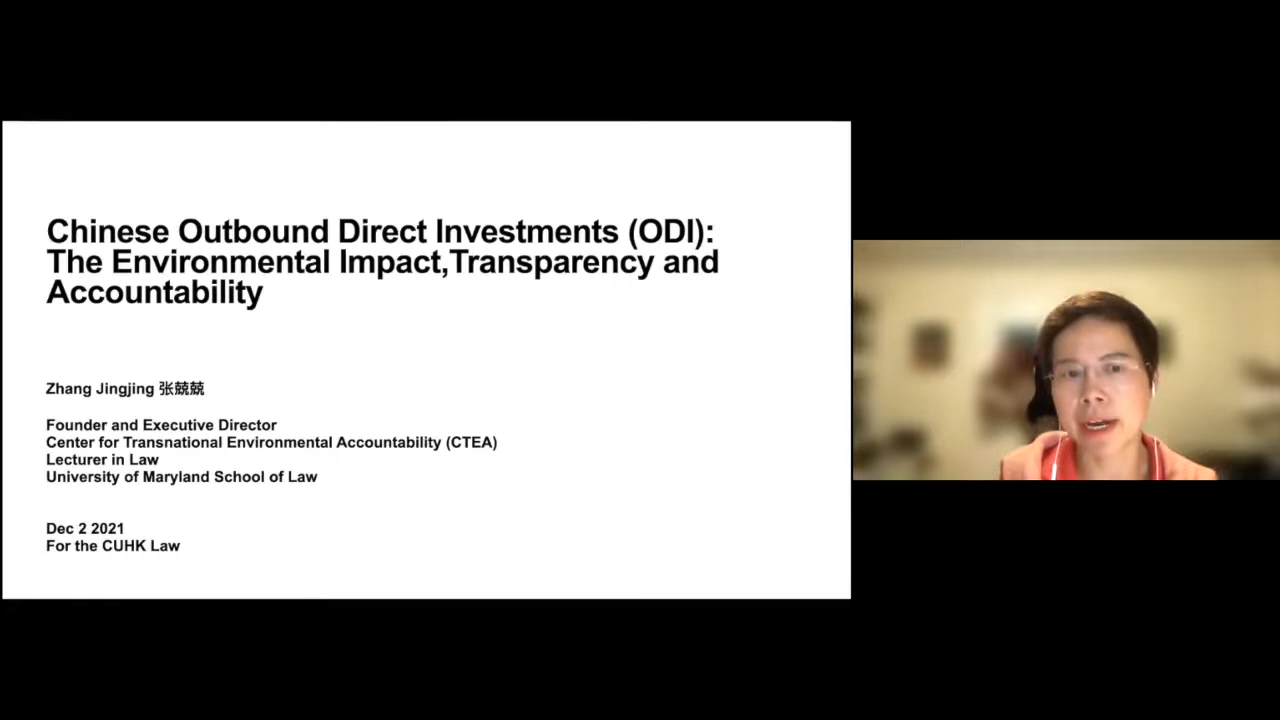 Chinese Outbound Direct Investments (ODI):
The Environmental Impact,Transparency and
Accountability
Zhang Jingjing 张兢兢
Founder and Executive Director
Center for Transnational Environmental Accountability (CTEA)
Lecturer in Law
University of Maryland School of Law
Dec 2 2021
For the CUHK Law